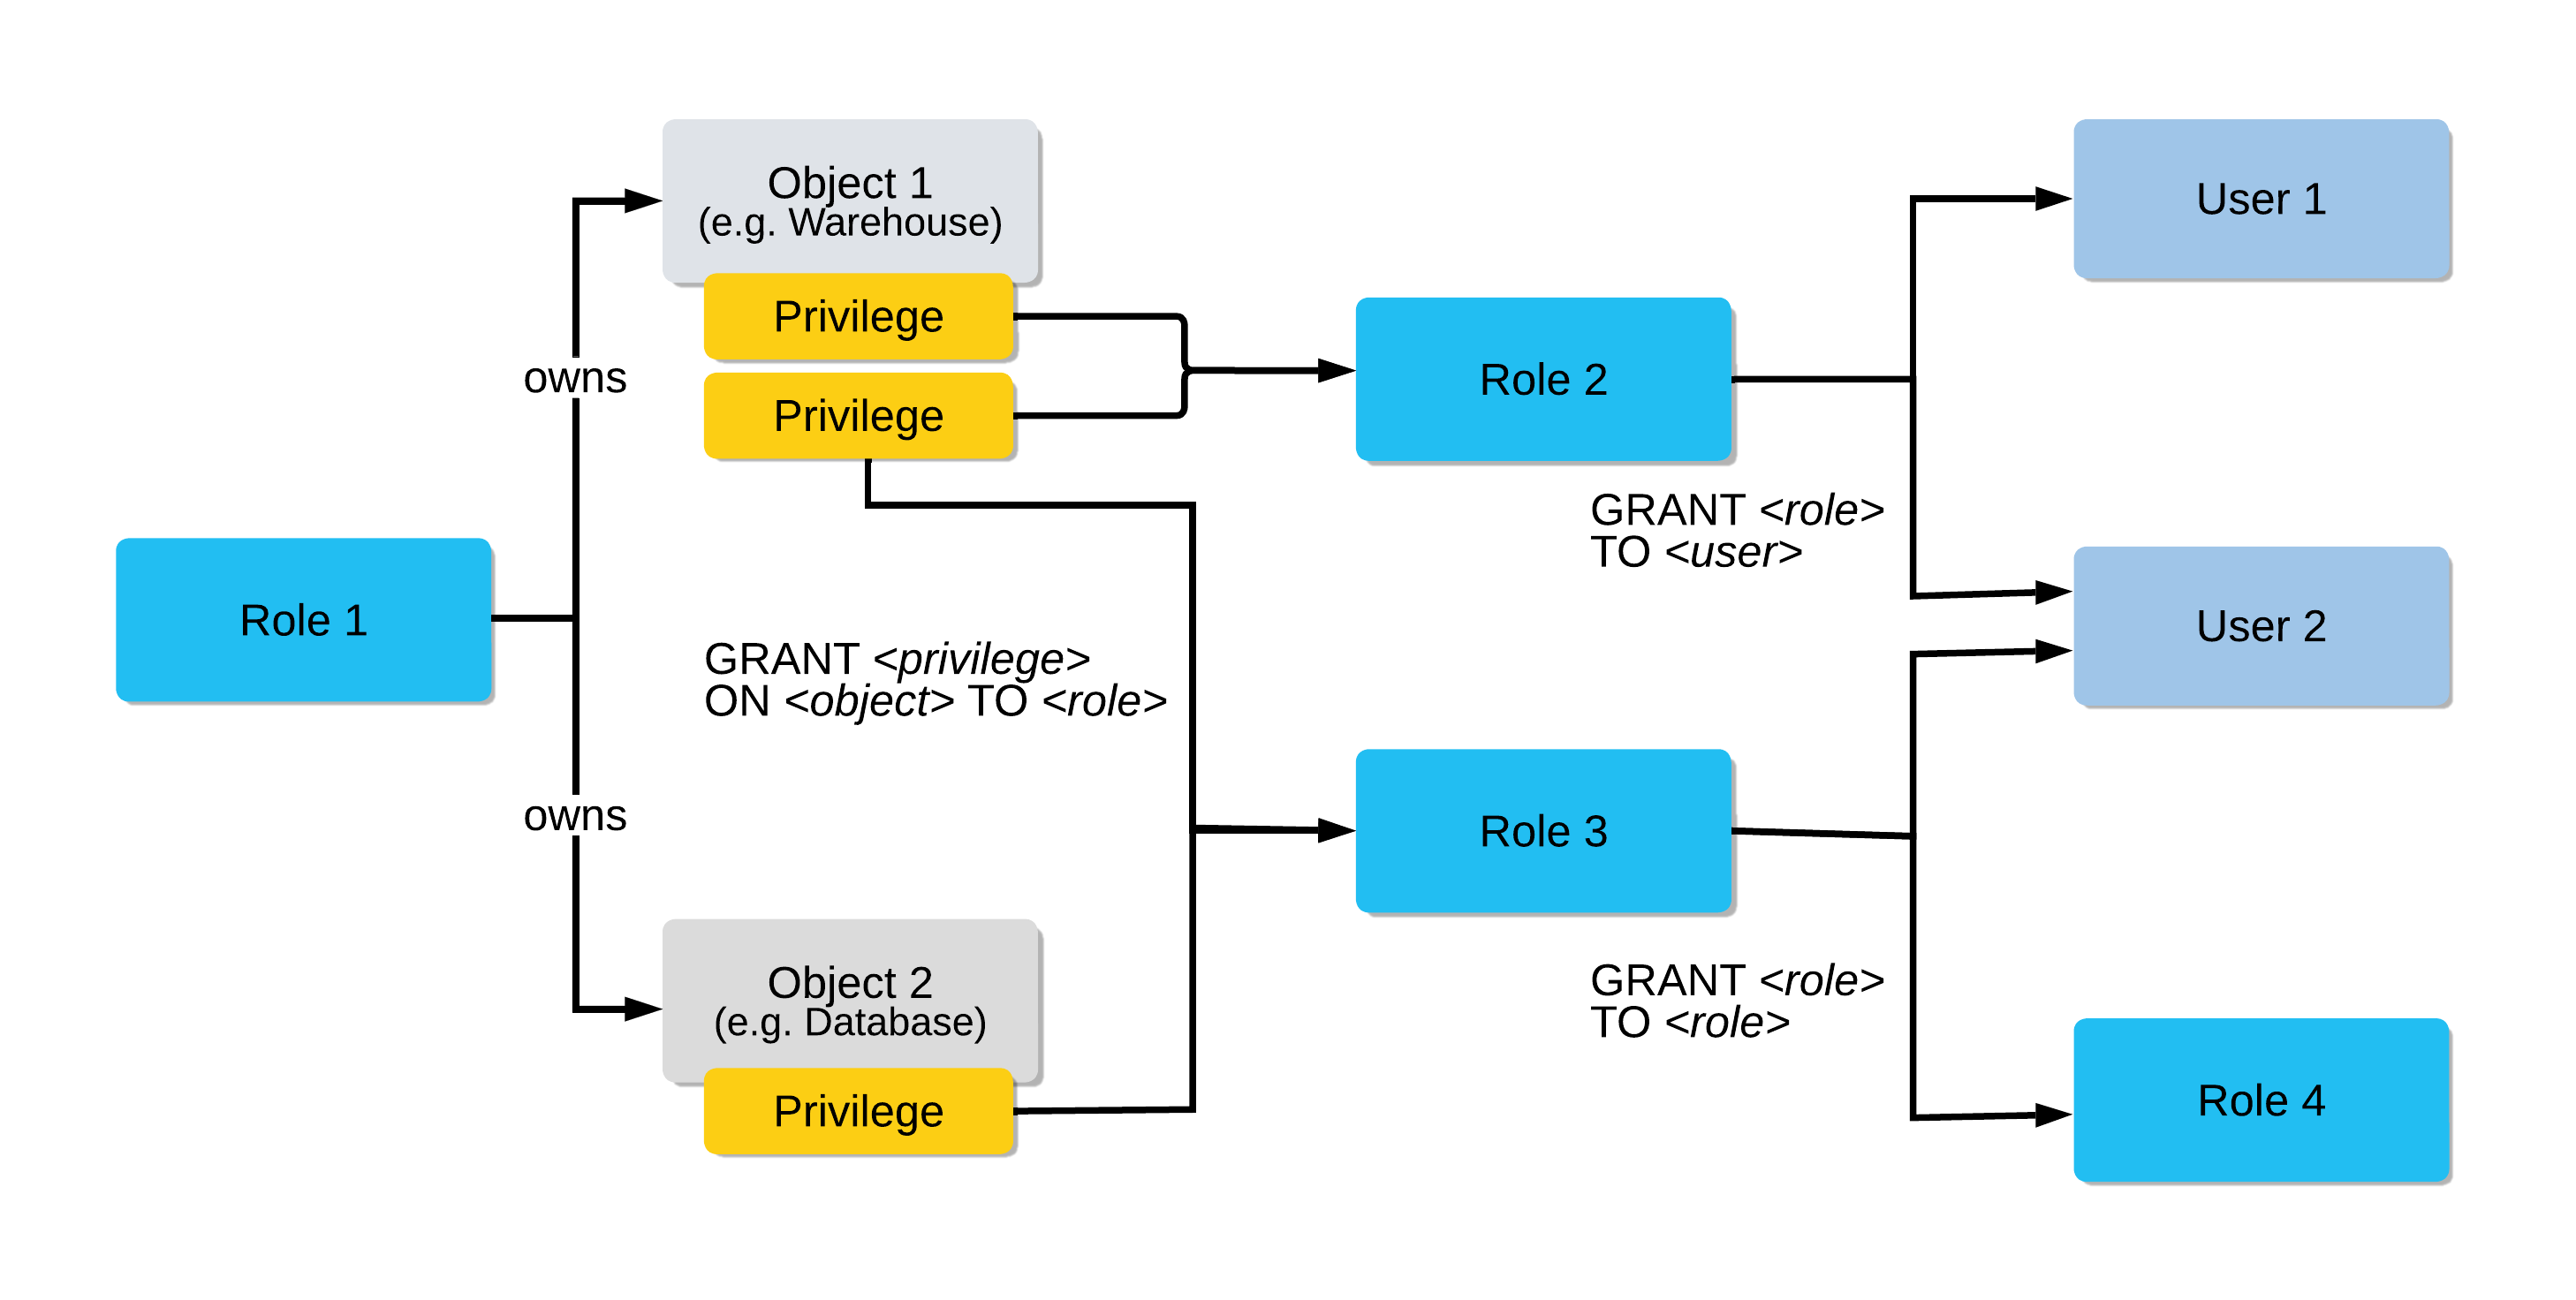 Object 1
(e.g. Warehouse)
Privilege
Privilege
owns
Role 1
owns
GRANT <privilege>
ON <object> TO <role>
Object 2
(e.g. Database)
Privilege
Role 2
GRANT <role>
TO <user>
Role 3
GRANT <role>
TO <role>
User 1
User 2
Role 4